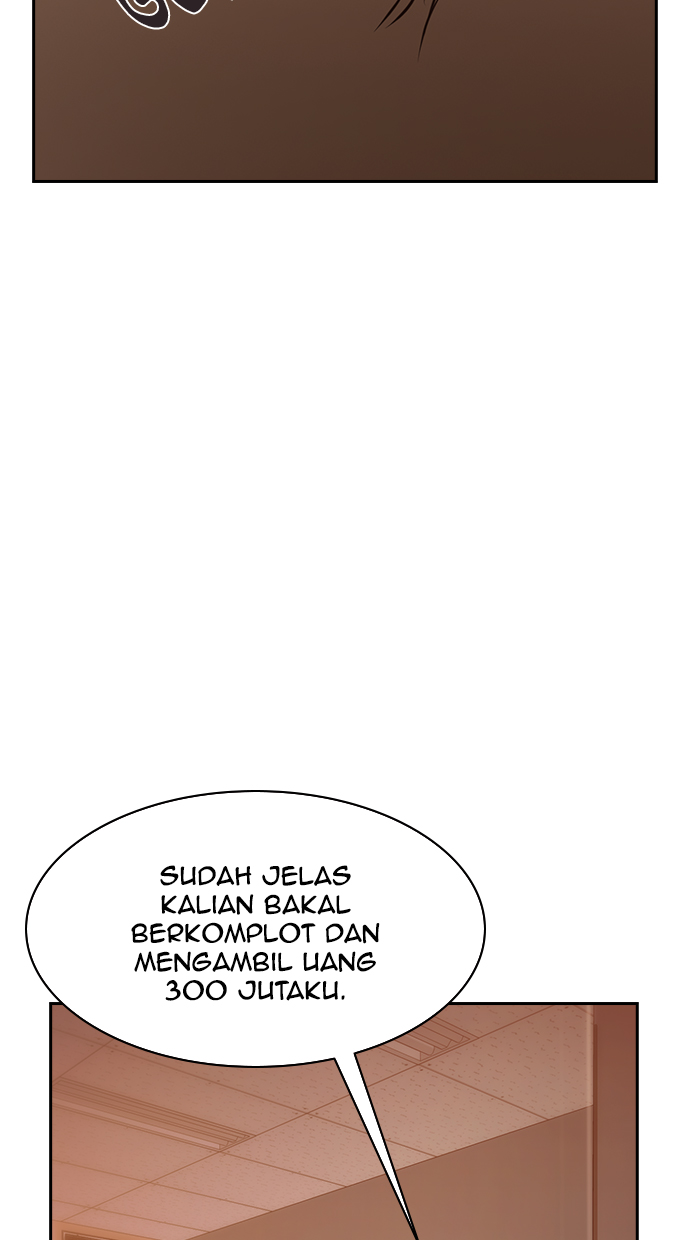 SUDAH JELAS
KALIAN BAKAL
BERKOMPLOT DAN
MENGAMBIL UANG
300 JUTAKU.